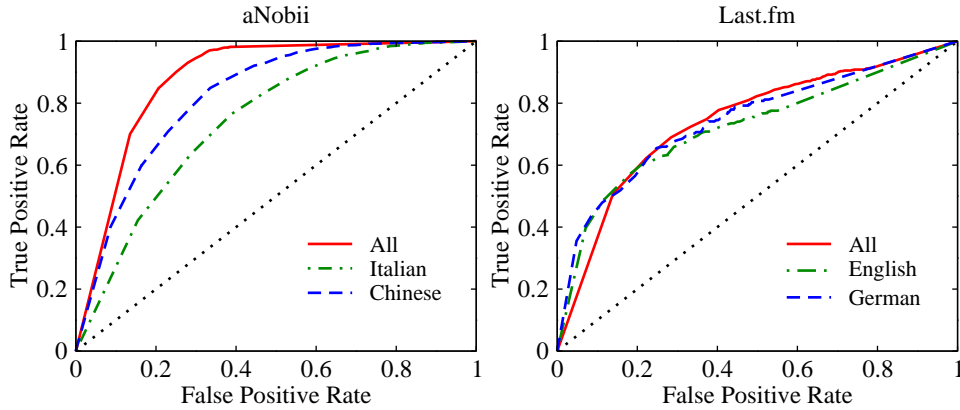 aNobii
True Positive Rate
1
0.8
0.6
0.4
0.2
0
All
Italian
Chinese
0 0.2 0.4 0.6 0.8 1
False Positive Rate
Last.fm
True Positive Rate
1
0.8
0.6
0.4
0.2
0
All
English
German
0 0.2 0.4 0.6 0.8 1
False Positive Rate